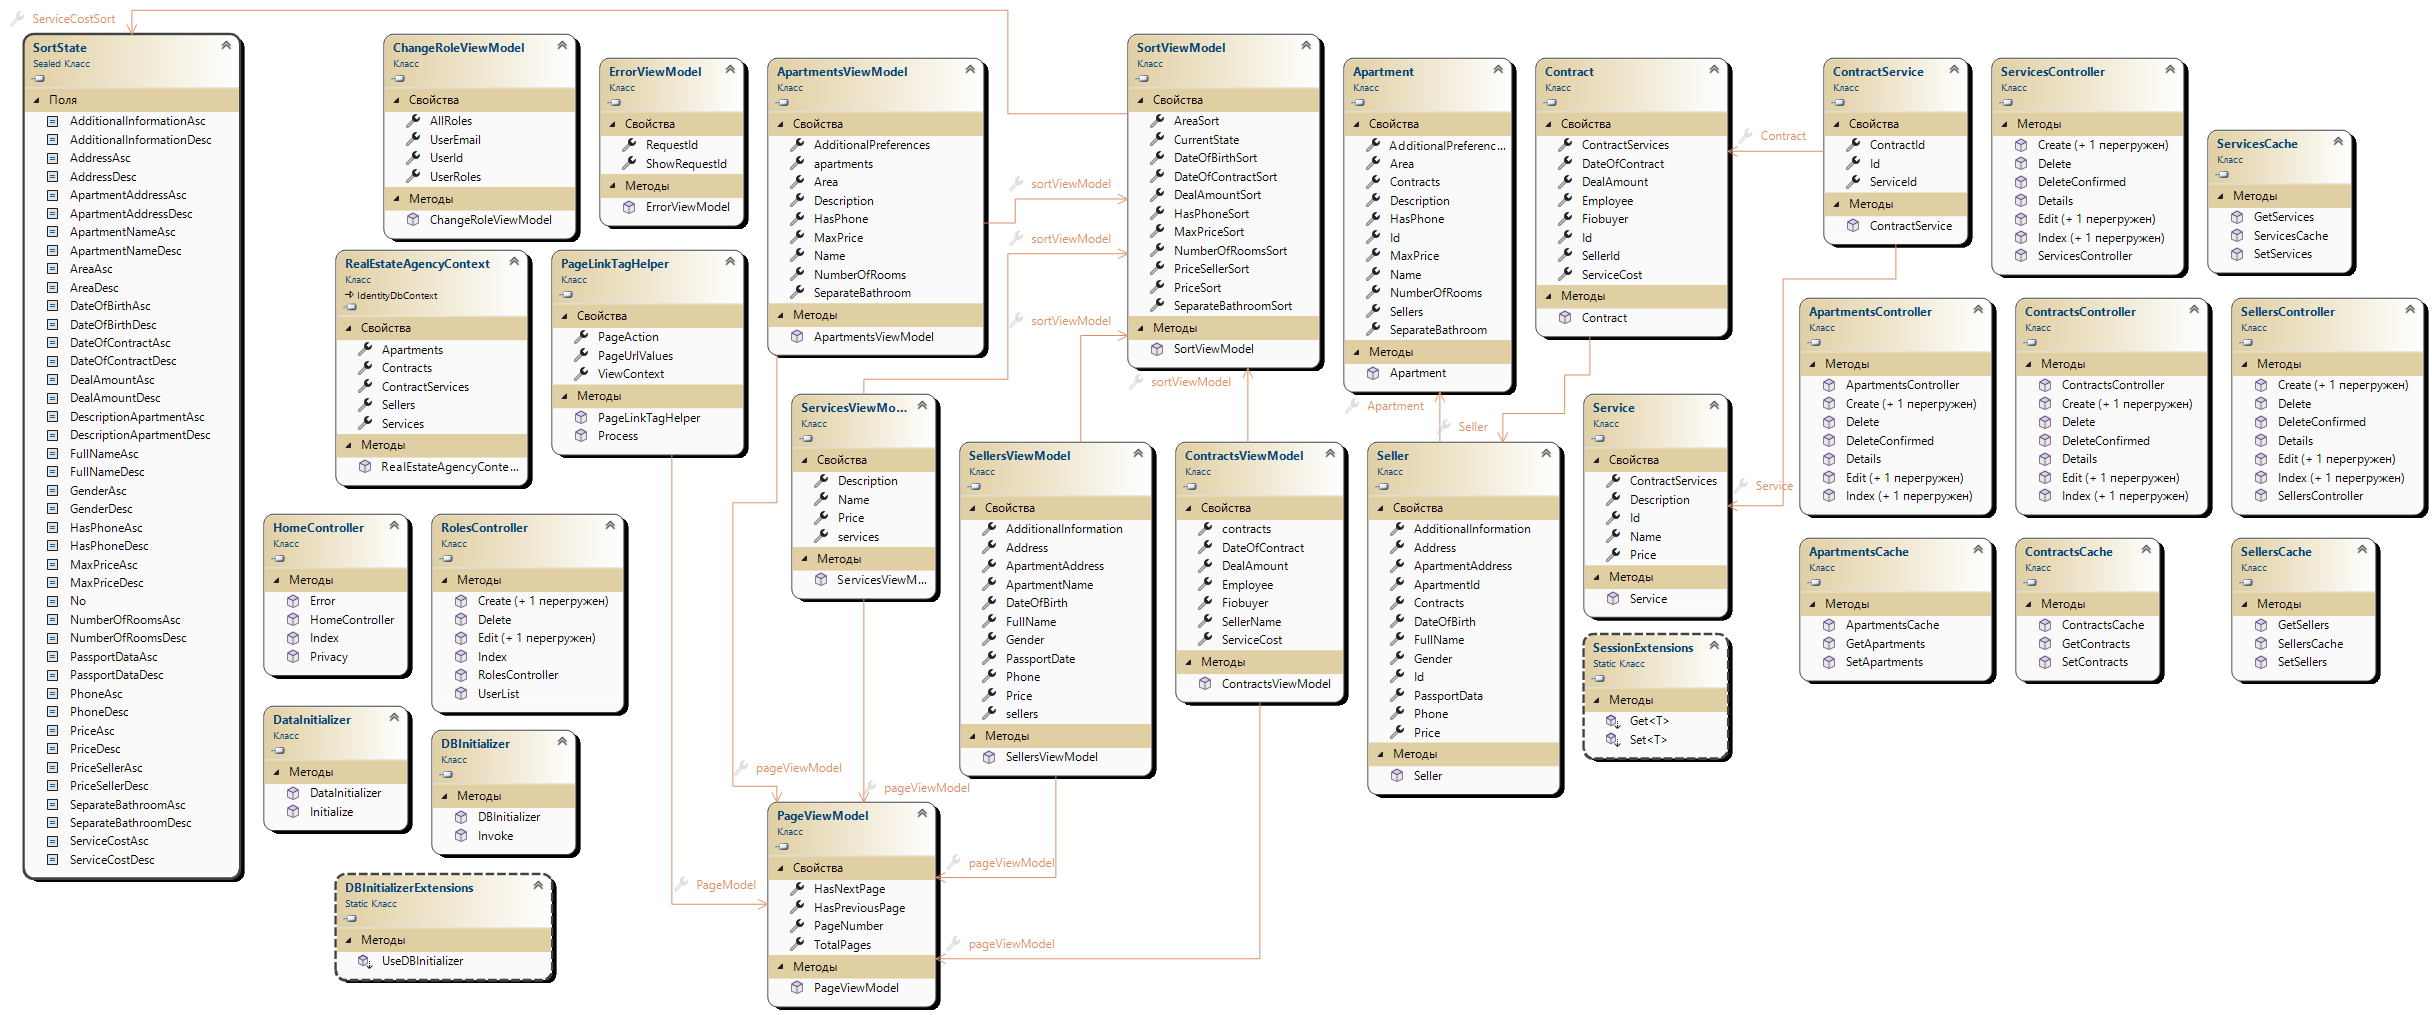 ServiceCostSort
SortState
Sealed Класс
Поля
AdditionalInformationAsc
AdditionalInformationDesc
AddressAsc
AddressDesc
ApartmentAddressAsc
ApartmentAddressDesc
ApartmentNameAsc
ApartmentNameDesc
AreaAsc
AreaDesc
DateOfBirthAsc
DateOfBirthDesc
DateOfContractAsc
DateOfContractDesc
DealAmountAsc
DealAmountDesc
DescriptionApartmentAsc
DescriptionApartmentDesc
FullNameAsc
FullNameDesc
GenderAsc
GenderDesc
HasPhoneAsc
HasPhoneDesc
MaxPriceAsc
MaxPriceDesc
No
NumberOfRoomsAsc
NumberOfRoomsDesc
PassportDataAsc
PassportDataDesc
PhoneAsc
PhoneDesc
PriceAsc
PriceDesc
PriceSellerAsc
PriceSellerDesc
SeparateBathroomAsc
SeparateBathroomDesc
ServiceCostAsc
ServiceCostDesc
ChangeRoleViewModel
Класс
Свойства
AllRoles
UserEmail
UserId
UserRoles
Методы
ChangeRoleViewModel
ErrorViewModel
Класс
Свойства
RequestId
ShowRequestId
Методы
ErrorViewModel
RealEstateAgencyContext
Класс
IdentityDbContext
Свойства
Apartments
Contracts
ContractServices
Sellers
Services
Методы
RealEstateAgencyConte...
PageLinkTagHelper
Класс
Свойства
PageAction
PageUrlValues
ViewContext
Методы
PageLinkTagHelper
Process
HomeController
Класс
Методы
Error
HomeController
Index
Privacy
RolesController
Класс
Методы
Create (+ 1 перегружен)
Delete
Edit (+ 1 перегружен)
Index
RolesController
UserList
DataInitializer
Класс
Методы
DataInitializer
Initialize
DBInitializer
Класс
Методы
DBInitializer
Invoke
DBInitializerExtensions
Static Класс
Методы
UseDBInitializer
ApartmentsViewModel
Класс
Свойства
AdditionalPreferences
apartments
Area
Description
HasPhone
MaxPrice
Name
NumberOfRooms
SeparateBathroom
Методы
ApartmentsViewModel
sortViewModel
sortViewModel
sortViewModel
sortViewModel
SortViewModel
Класс
Свойства
AreaSort
CurrentState
DateOfBirthSort
DateOfContractSort
DealAmountSort
HasPhoneSort
MaxPriceSort
NumberOfRoomsSort
PriceSellerSort
PriceSort
SeparateBathroomSort
Методы
SortViewModel
ServicesViewMo...
Класс
Свойства
Description
Name
Price
services
Методы
ServicesViewM...
SellersViewModel
Класс
Свойства
AdditionalInformation
Address
ApartmentAddress
ApartmentName
DateOfBirth
FullName
Gender
PassportDate
Phone
Price
sellers
Методы
SellersViewModel
ContractsViewModel
Класс
Свойства
contracts
DateOfContract
DealAmount
Employee
Fiobuyer
SellerName
ServiceCost
Методы
ContractsViewModel
pageViewModel
pageViewModel
pageViewModel
pageViewModel
PageModel
PageViewModel
Класс
Свойства
HasNextPage
HasPreviousPage
PageNumber
TotalPages
Методы
PageViewModel
Apartment
Класс
Свойства
AdditionalPreferenc...
Area
Contracts
Description
HasPhone
Id
MaxPrice
Name
NumberOfRooms
Sellers
SeparateBathroom
Методы
Apartment
Apartment
Seller
Contract
Класс
Свойства
ContractServices
DateOfContract
DealAmount
Employee
Fiobuyer
Id
SellerId
ServiceCost
Методы
Contract
Seller
Класс
Свойства
AdditionalInformation
Address
ApartmentAddress
ApartmentId
Contracts
DateOfBirth
FullName
Gender
Id
PassportData
Phone
Price
Методы
Seller
Service
Класс
Свойства
ContractServices
Description
Id
Name
Price
Методы
Service
SessionExtensions
Static Класс
Методы
Get<T>
Set<T>
Contract
Service
ContractService
Класс
Свойства
ContractId
Id
ServiceId
Методы
ContractService
ServicesController
Класс
Методы
Create (+ 1 перегружен)
Delete
DeleteConfirmed
Details
Edit (+ 1 перегружен)
Index (+ 1 перегружен)
ServicesController
ServicesCache
Класс
Методы
GetServices
ServicesCache
SetServices
ApartmentsController
Класс
Методы
ApartmentsController
Create (+ 1 перегружен)
Delete
DeleteConfirmed
Details
Edit (+ 1 перегружен)
Index (+ 1 перегружен)
ContractsController
Класс
Методы
ContractsController
Create (+ 1 перегружен)
Delete
DeleteConfirmed
Details
Edit (+ 1 перегружен)
Index (+ 1 перегружен)
SellersController
Класс
Методы
Create (+ 1 перегружен)
Delete
DeleteConfirmed
Details
Edit (+ 1 перегружен)
Index (+ 1 перегружен)
SellersController
ApartmentsCache
Класс
Методы
ApartmentsCache
GetApartments
SetApartments
ContractsCache
Класс
Методы
ContractsCache
GetContracts
SetContracts
SellersCache
Класс
Методы
GetSellers
SellersCache
SetSellers